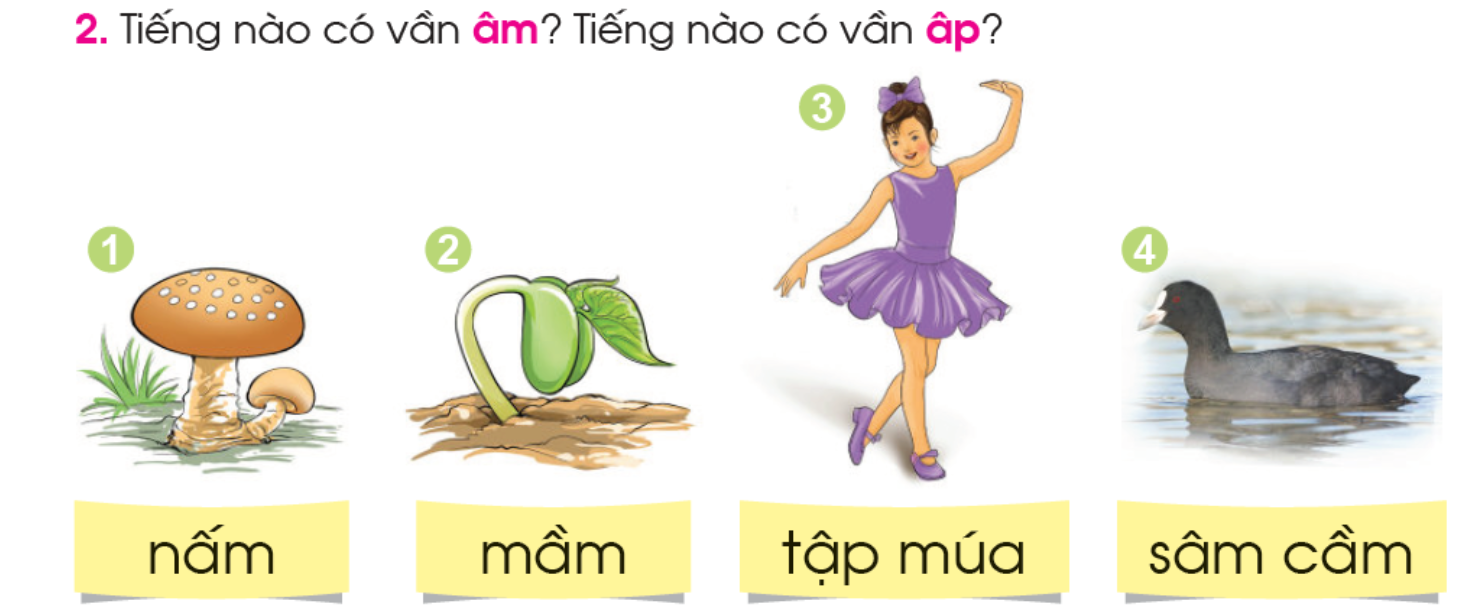 2. Tiếng nào có vần âm? Tiếng nào có vần âp?
3
1
2
4
nấm
mầm
tập múa
sâm cầm